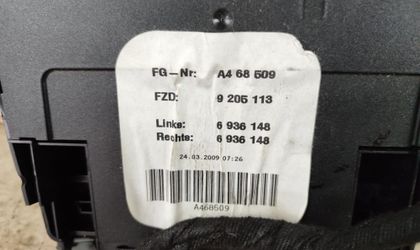 FG-Nr: A4 68 509
FZD: 9 205 113
Links: 6 936 148
Rechts: 6 936 148
24.03.2009 07:26
A468509